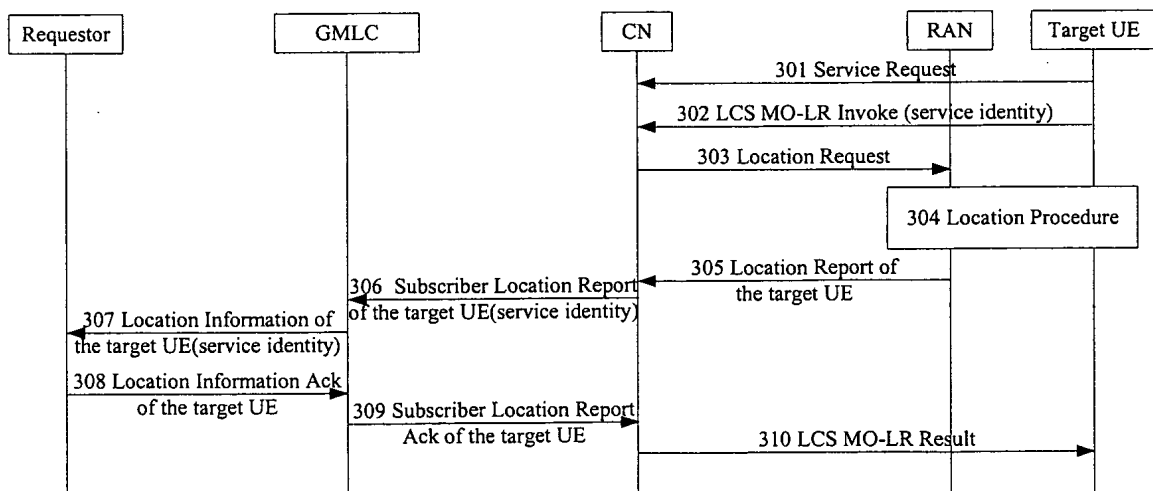 Requestor
GMLC
CN
RAN
Target UE
301 Service Request
302 LCS MO-LR Invoke (service identity)
303 Location Request
304 Location Procedure
305 Location Report of
the target UE
306 Subscriber Location Report
of the target UE(service identity)
307 Location Information of
the target UE(service identity)
308 Location Information Ack
of the target UE
309 Subscriber Location Report
Ack of the target UE
310 LCS MO-LR Result